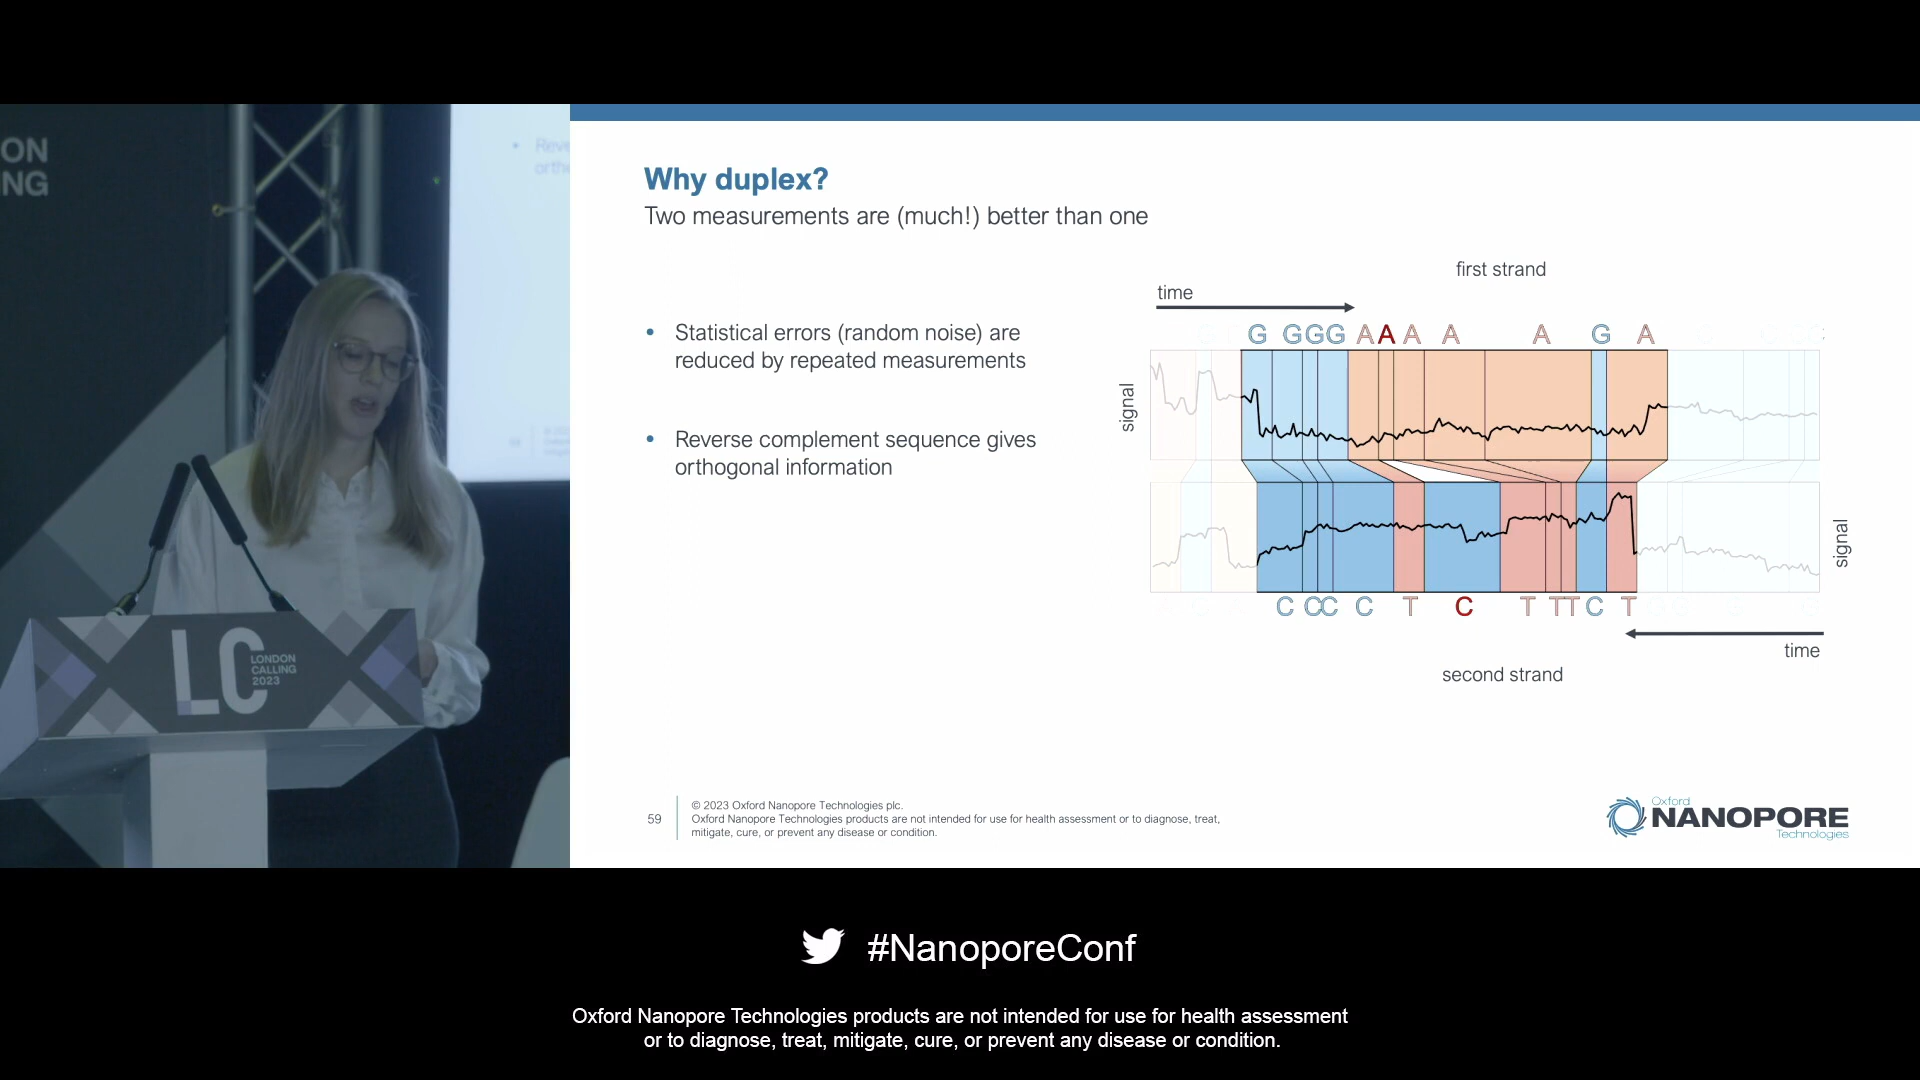 ON
NG
Reve
orth
LC
LONDON
CALLING
2023
Why duplex?
Two measurements are (much!) better than one
• Statistical errors (random noise) are
reduced by repeated measurements
• Reverse complement sequence gives
orthogonal information
first strand
time
G GGG A A A A A G A
signal
signal
C CC C T C T TT C T
time
second strand
59
© 2023 Oxford Nanopore Technologies plc.
Oxford Nanopore Technologies products are not intended for use for health assessment or to diagnose, treat,
mitigate, cure, or prevent any disease or condition.
Oxford
NANOPORE
Technologies
#NanoporeConf
Oxford Nanopore Technologies products are not intended for use for health assessment
or to diagnose, treat, mitigate, cure, or prevent any disease or condition.